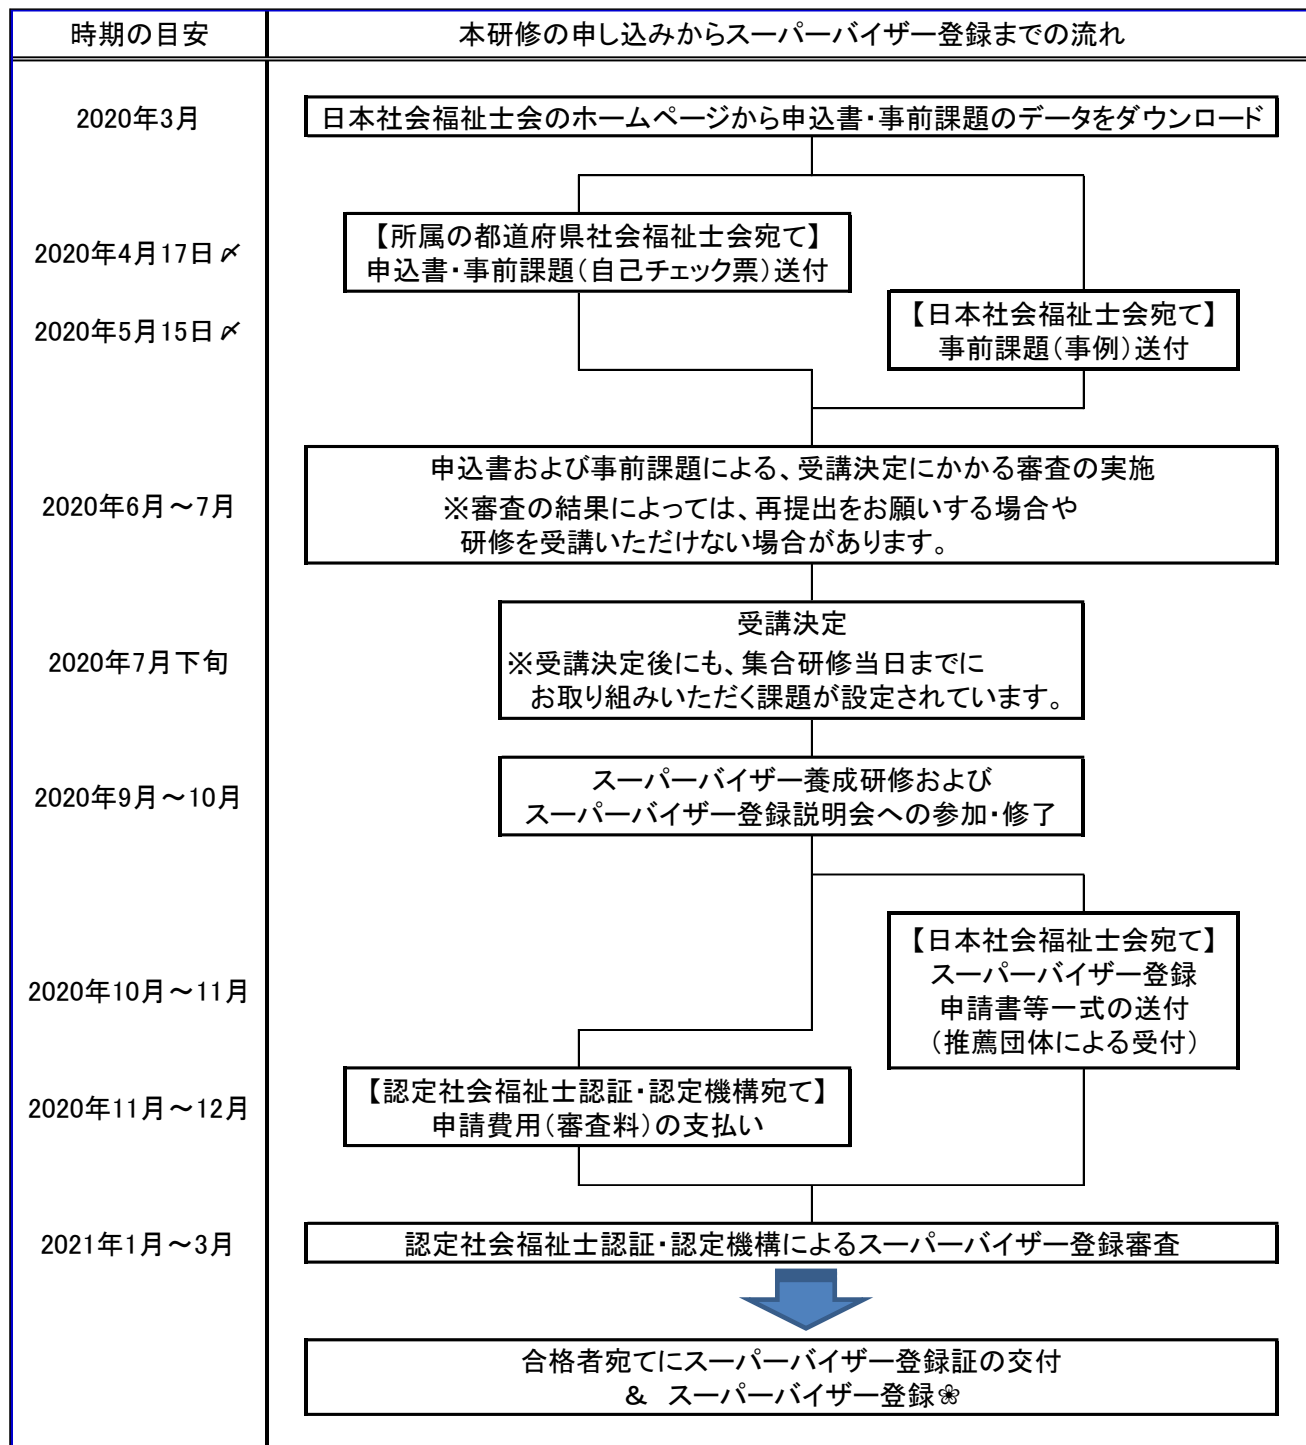 時期の目安
本研修の申し込みからスーパーバイザー登録までの流れ
2020年3月
日本社会福祉士会のホームページから申込書・事前課題のデータをダウンロード
2020年4月17日〆
【所属の都道府県社会福祉士会宛て】
申込書・事前課題(自己チェック票)送付
2020年5月15日〆
【日本社会福祉士会宛て】
事前課題(事例)送付
2020年6月～7月
申込書および事前課題による、受講決定にかかる審査の実施
※審査の結果によっては、再提出をお願いする場合や
研修を受講いただけない場合があります。
2020年7月下旬
受講決定
※受講決定後にも、集合研修当日までに
お取り組みいただく課題が設定されています。
2020年9月～10月
スーパーバイザー養成研修および
スーパーバイザー登録説明会への参加・修了
2020年10月～11月
【日本社会福祉士会宛て】
スーパーバイザー登録
申請書等一式の送付
(推薦団体による受付)
2020年11月～12月
【認定社会福祉士認証・認定機構宛て】
申請費用(審査料)の支払い
2021年1月～3月
認定社会福祉士認証・認定機構によるスーパーバイザー登録審査
合格者宛てにスーパーバイザー登録証の交付
& スーパーバイザー登録❀